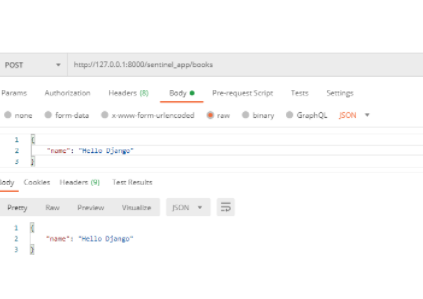 POST http://127.0.0.1:8000/sentinel_app/books
Params Authorization Headers (8) Body Pre-request Script Tests Settings
none form-data x-www-form-urlencoded raw binary GraphQL JSON
1 {
2 "name": "Hello Django"
3 }
Body Cookies Headers (9) Test Results
Pretty Raw Preview Visualize JSON
1 {
2 "name": "Hello Django"
3 }